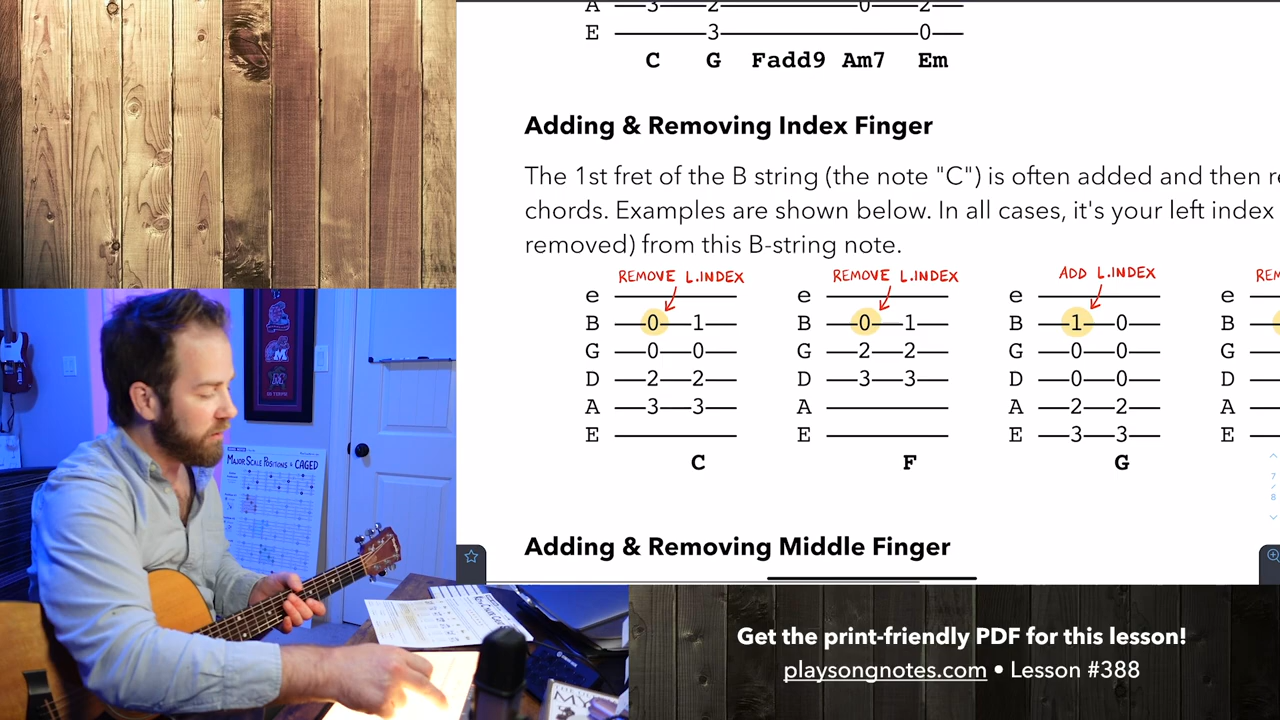 A 3 2 0 2
E 3 0
C G Fadd9 Am7 Em
Adding & Removing Index Finger
The 1st fret of the B string (the note "C") is often added and then re
chords. Examples are shown below. In all cases, it's your left index
removed) from this B-string note.
REMOVE L.INDEX REMOVE L.INDEX ADD L.INDEX REM
e e e e
B 0 1 B 0 1 B 1 0 B
G 0 0 G 2 2 G 0 0 G
D 2 2 D 3 3 D 0 0 D
A 3 3 A A 2 2 A
E E E 3 3 E
C F G
7
/
8
Adding & Removing Middle Finger
MAJOR SCALE POSITIONS & CAGED
Get the print-friendly PDF for this lesson!
playsongnotes.com • Lesson #388